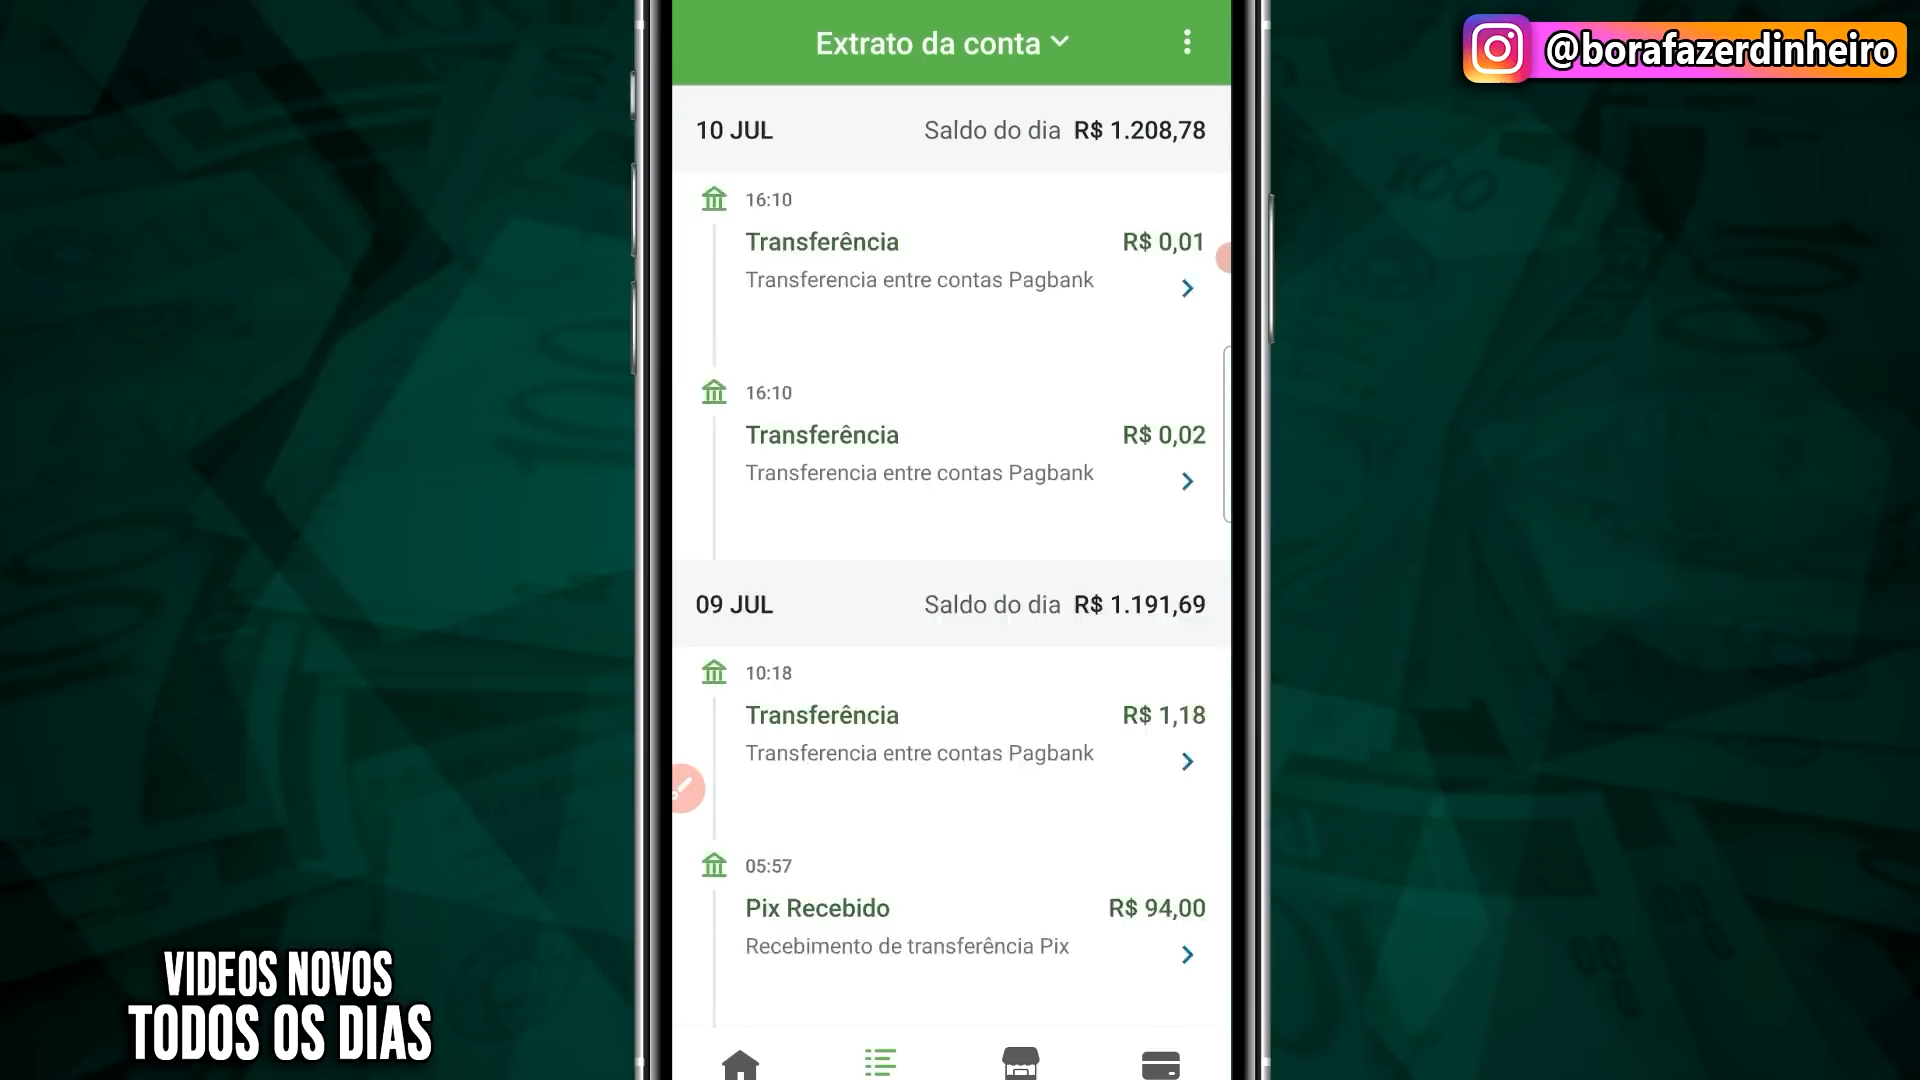 @borafazerdinheiro
Extrato da conta
10 JUL Saldo do dia R$ 1.208,78
16:10
Transferência R$ 0,01
Transferencia entre contas Pagbank
16:10
Transferência R$ 0,02
Transferencia entre contas Pagbank
09 JUL Saldo do dia R$ 1.191,69
10:18
Transferência R$ 1,18
Transferencia entre contas Pagbank
05:57
Pix Recebido R$ 94,00
Recebimento de transferência Pix
VIDEOS NOVOS
TODOS OS DIAS